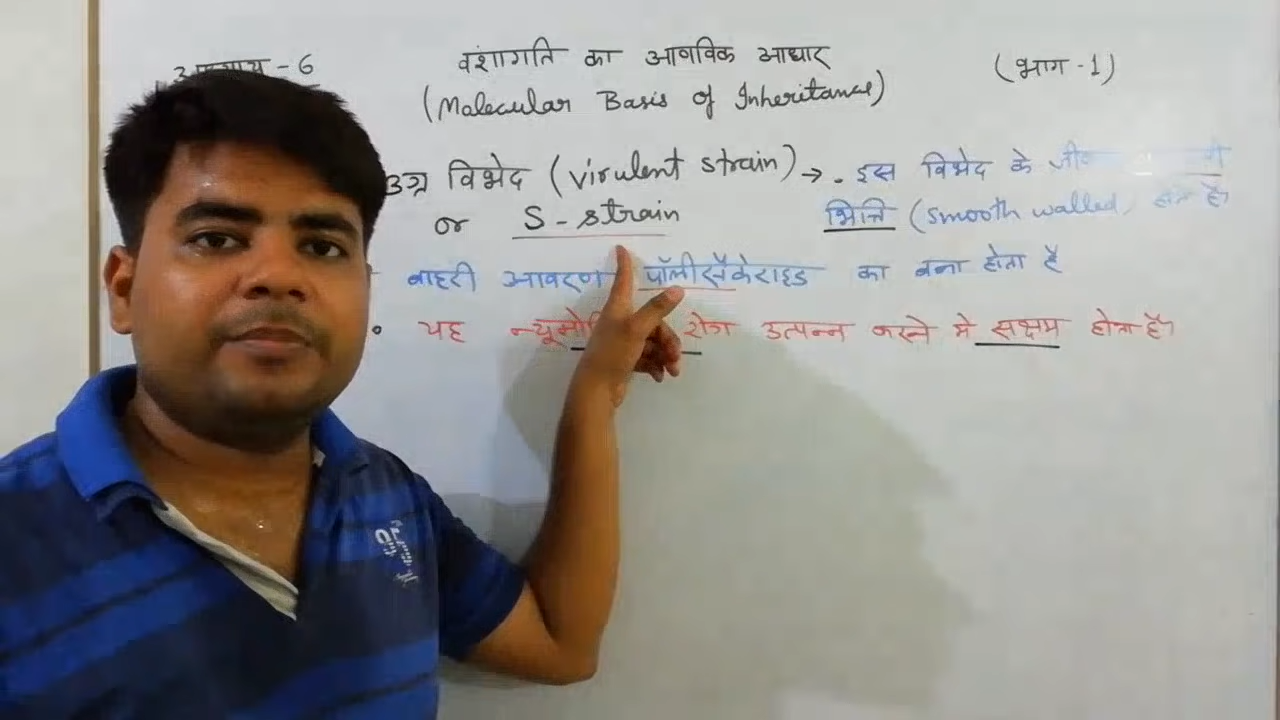 अध्याय - 6
वंशागति का आणविक आधार
(भाग - 1)
(Molecular Basis of Inheritance)
उग्र विभेद (virulent strain) → . इस विभेद के
or S - strain
भित्ति (smooth walled) होती है।
बाहरी आवरण पॉलीसैकेराइड का बना होता है
• यह रोग उत्पन्न करने मे सक्षम होता है।
95